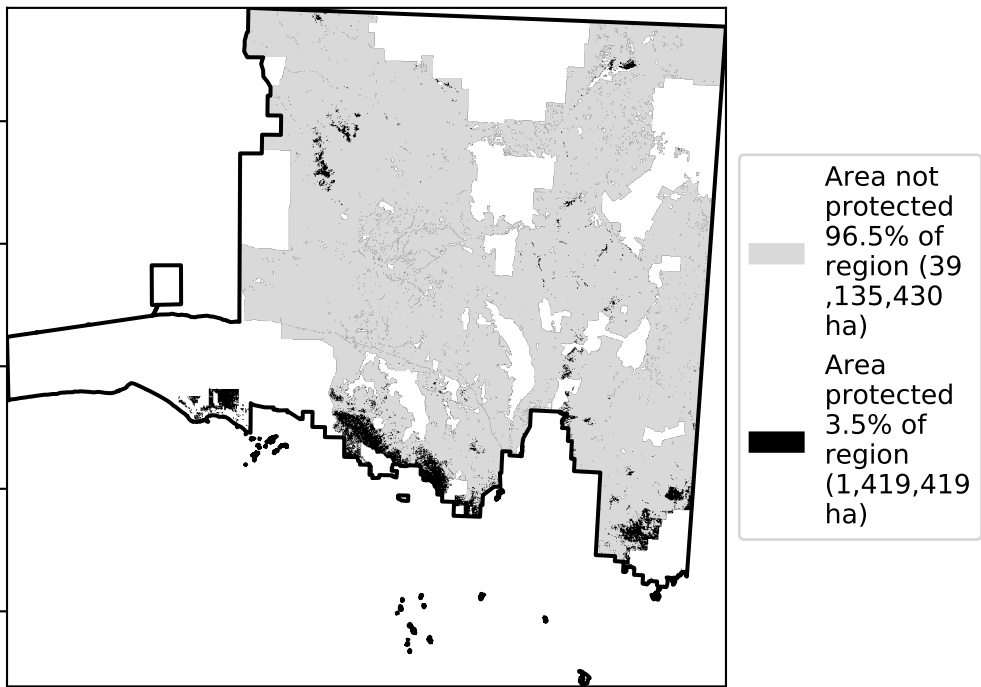 Area not
protected
96.5% of
region (39
,135,430
ha)
Area
protected
3.5% of
region
(1,419,419
ha)